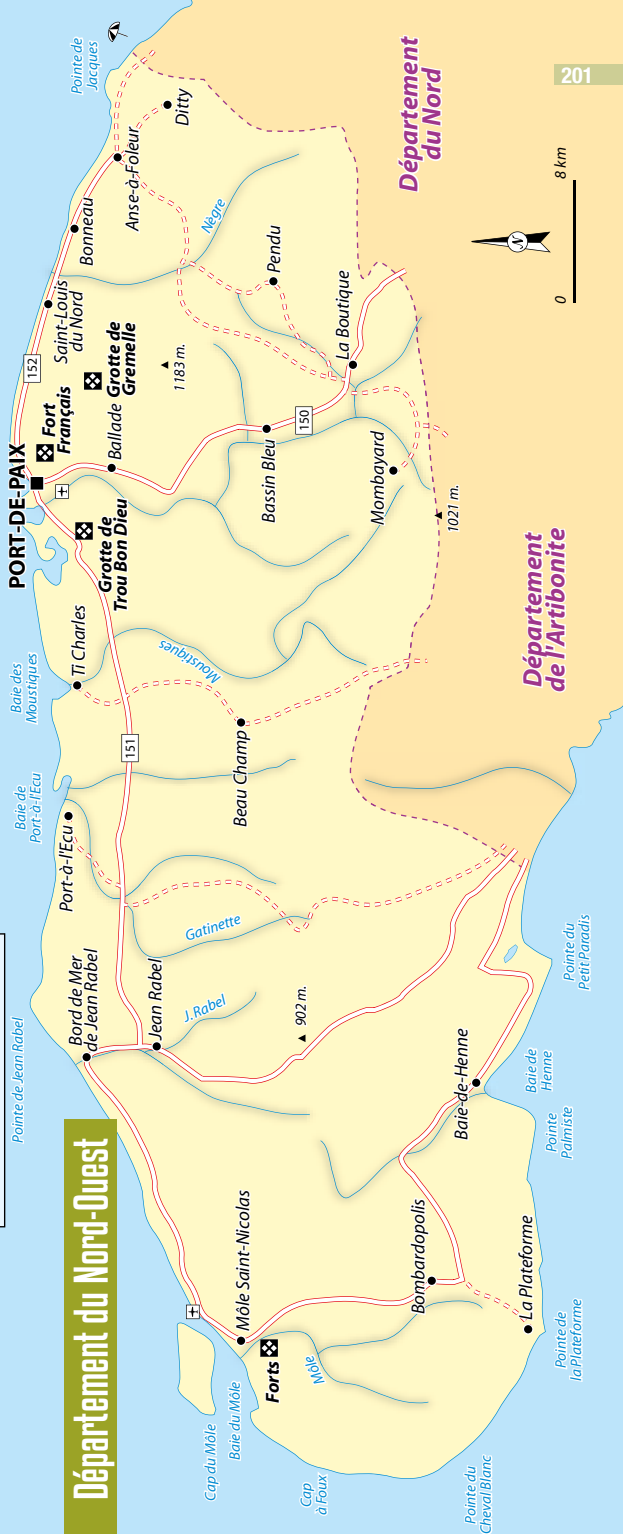 Département du Nord-Ouest
Pointe de Jean Rabel
Cap du Môle
Baie du Môle
Cap
à Foux
Pointe du
Cheval Blanc
Môle Saint-Nicolas
Forts
Môle
Bombardopolis
La Plateforme
Pointe de
la Plateforme
Pointe
Palmiste
Baie de
Henne
Baie-de-Henne
Pointe du
Petit Paradis
Bord de Mer
de Jean Rabel
Jean Rabel
J. Rabel
902 m.
Gatinette
Port-à-l'Ecu
Baie de
Port-à-l'Ecu
151
Beau Champ
Baie des
Moustiques
Ti Charles
Moustiques
PORT-DE-PAIX
Grotte de
Trou Bon Dieu
Fort
Français
Ballade
Grotte de
Gremelle
152
Saint-Louis
du Nord
Bonneau
Anse-à-Foleur
Pointe de
Jacques
Ditty
Nègre
Pendu
1183 m.
Bassin Bleu
150
La Boutique
Mombayard
1021 m.
Département
de l'Artibonite
Département
du Nord
N
0
8 km
201